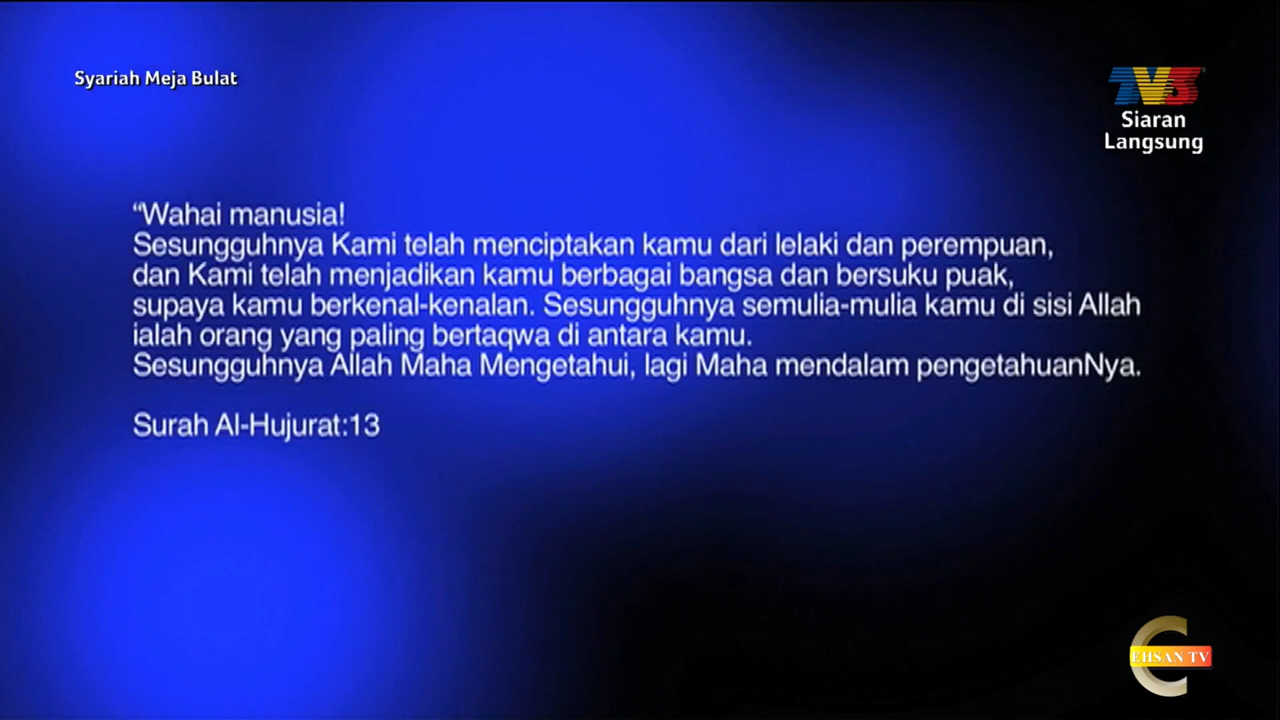 Syariah Meja Bulat
TV3
Siaran
Langsung
“Wahai manusia!
Sesungguhnya Kami telah menciptakan kamu dari lelaki dan perempuan,
dan Kami telah menjadikan kamu berbagai bangsa dan bersuku puak,
supaya kamu berkenal-kenalan. Sesungguhnya semulia-mulia kamu di sisi Allah
ialah orang yang paling bertaqwa di antara kamu.
Sesungguhnya Allah Maha Mengetahui, lagi Maha mendalam pengetahuanNya.
Surah Al-Hujurat:13
EHSAN TV